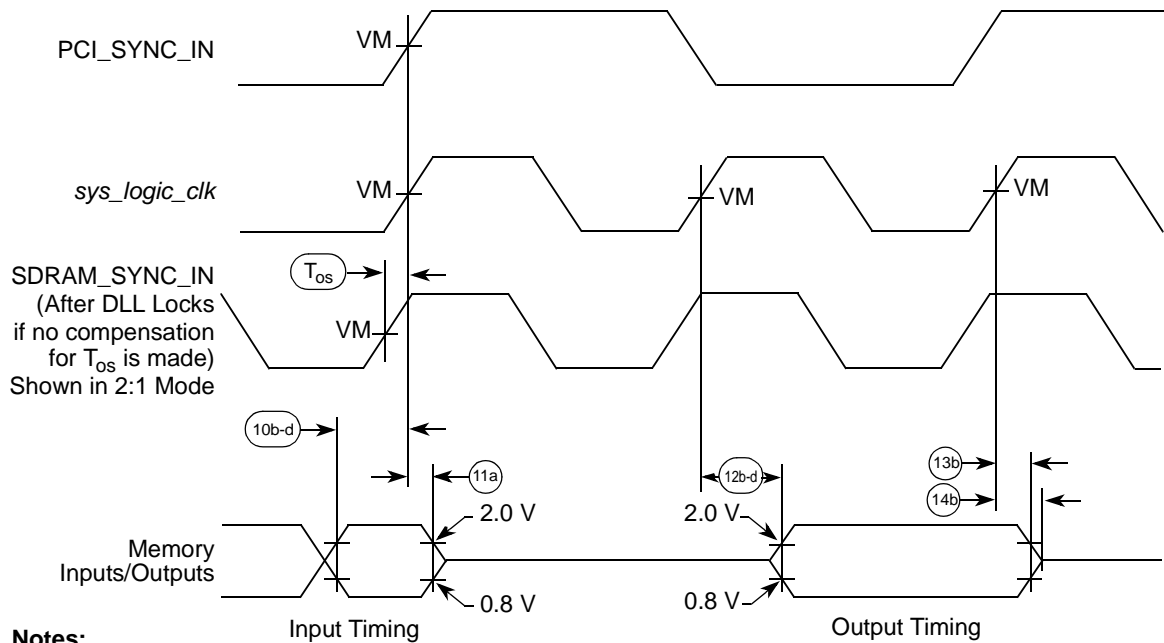 PCI_SYNC_IN
VM
sys_logic_clk
VM
VM
VM
Tos
SDRAM_SYNC_IN
(After DLL Locks
if no compensation
for Tos is made)
Shown in 2:1 Mode
VM
10b-d
11a
12b-d
13b
14b
2.0 V
2.0 V
Memory
Inputs/Outputs
0.8 V
0.8 V
Input Timing
Output Timing
Notes: